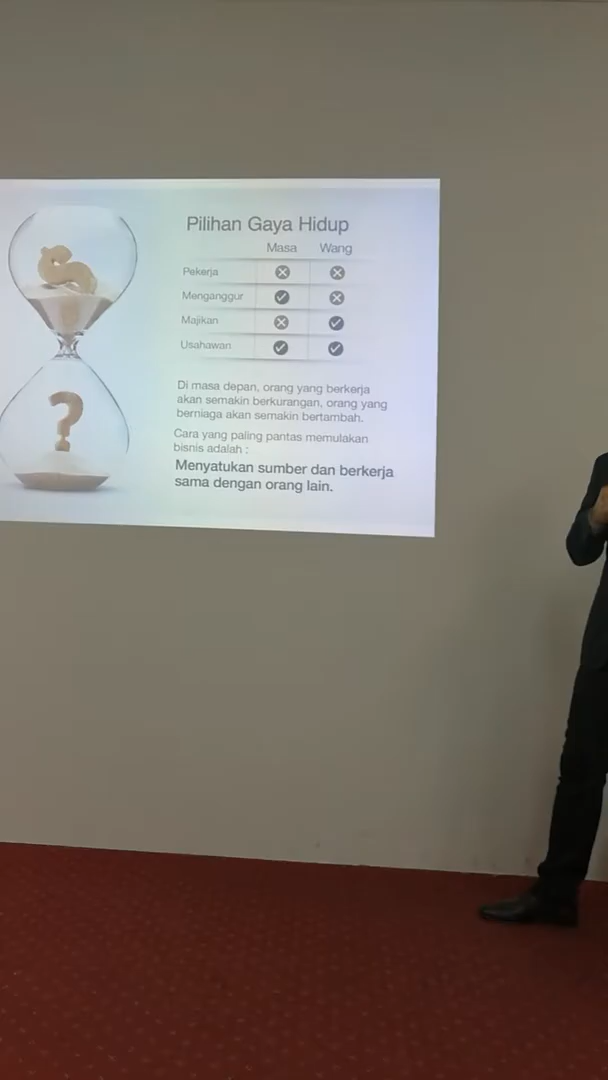 Pilihan Gaya Hidup
Masa Wang
Pekerja
Menganggur
Majikan
Usahawan
Di masa depan, orang yang berkerja
akan semakin berkurangan, orang yang
berniaga akan semakin bertambah.
Cara yang paling pantas memulakan
bisnis adalah :
Menyatukan sumber dan berkerja
sama dengan orang lain.